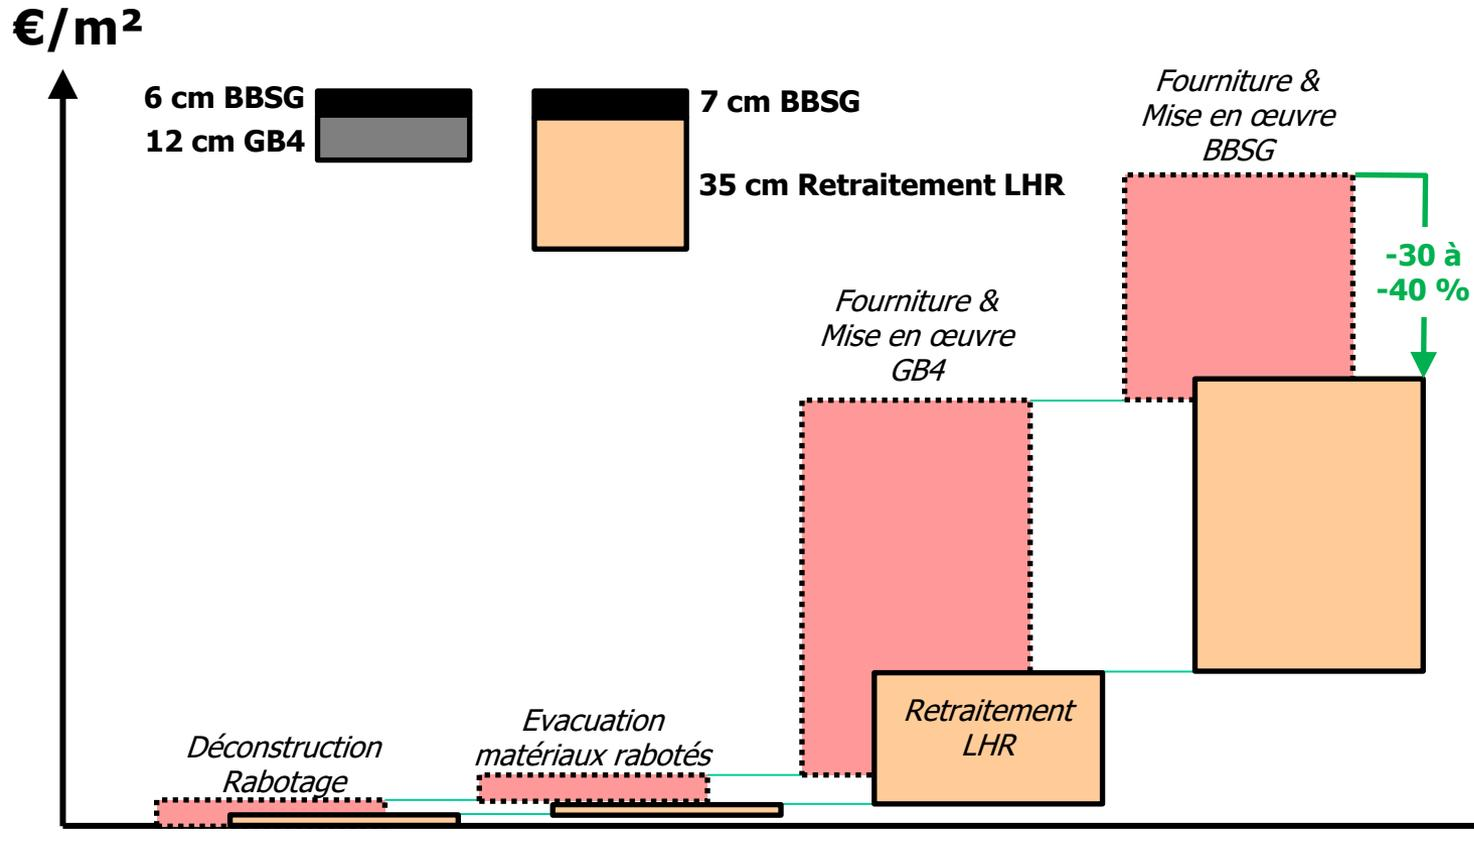 €/m²
6 cm BBSG
12 cm GB4
7 cm BBSG
35 cm Retraitement LHR
Fourniture &
Mise en œuvre
BBSG
-30 à
-40 %
Fourniture &
Mise en œuvre
GB4
Retraitement
LHR
Evacuation
matériaux rabotés
Déconstruction
Rabotage